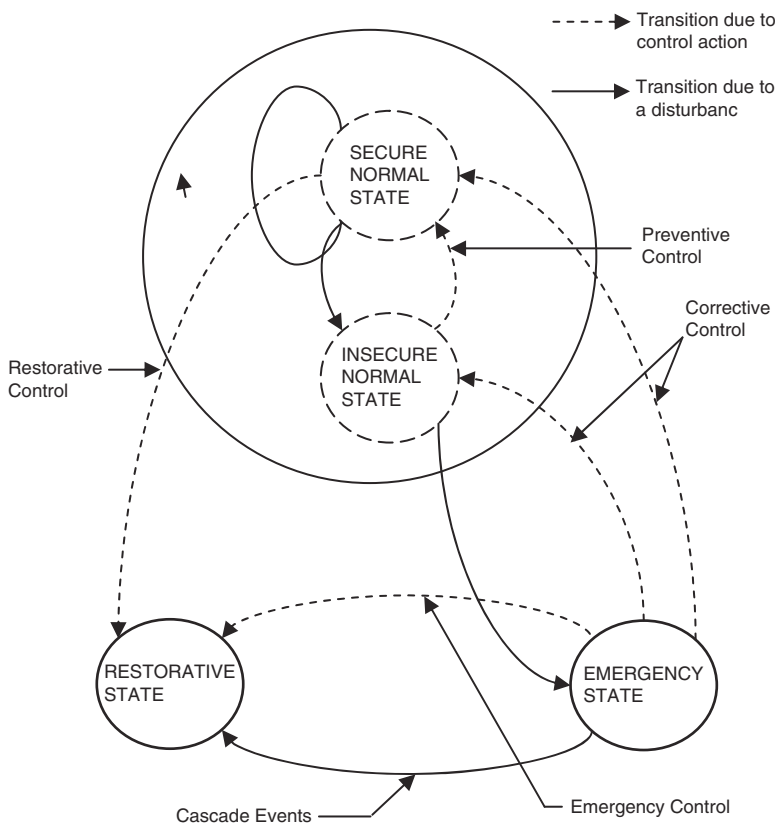 Transition due to
control action
Transition due to
a disturbanc
SECURE
NORMAL
STATE
Preventive
Control
Corrective
Control
INSECURE
NORMAL
STATE
Restorative
Control
RESTORATIVE
STATE
EMERGENCY
STATE
Cascade Events
Emergency Control